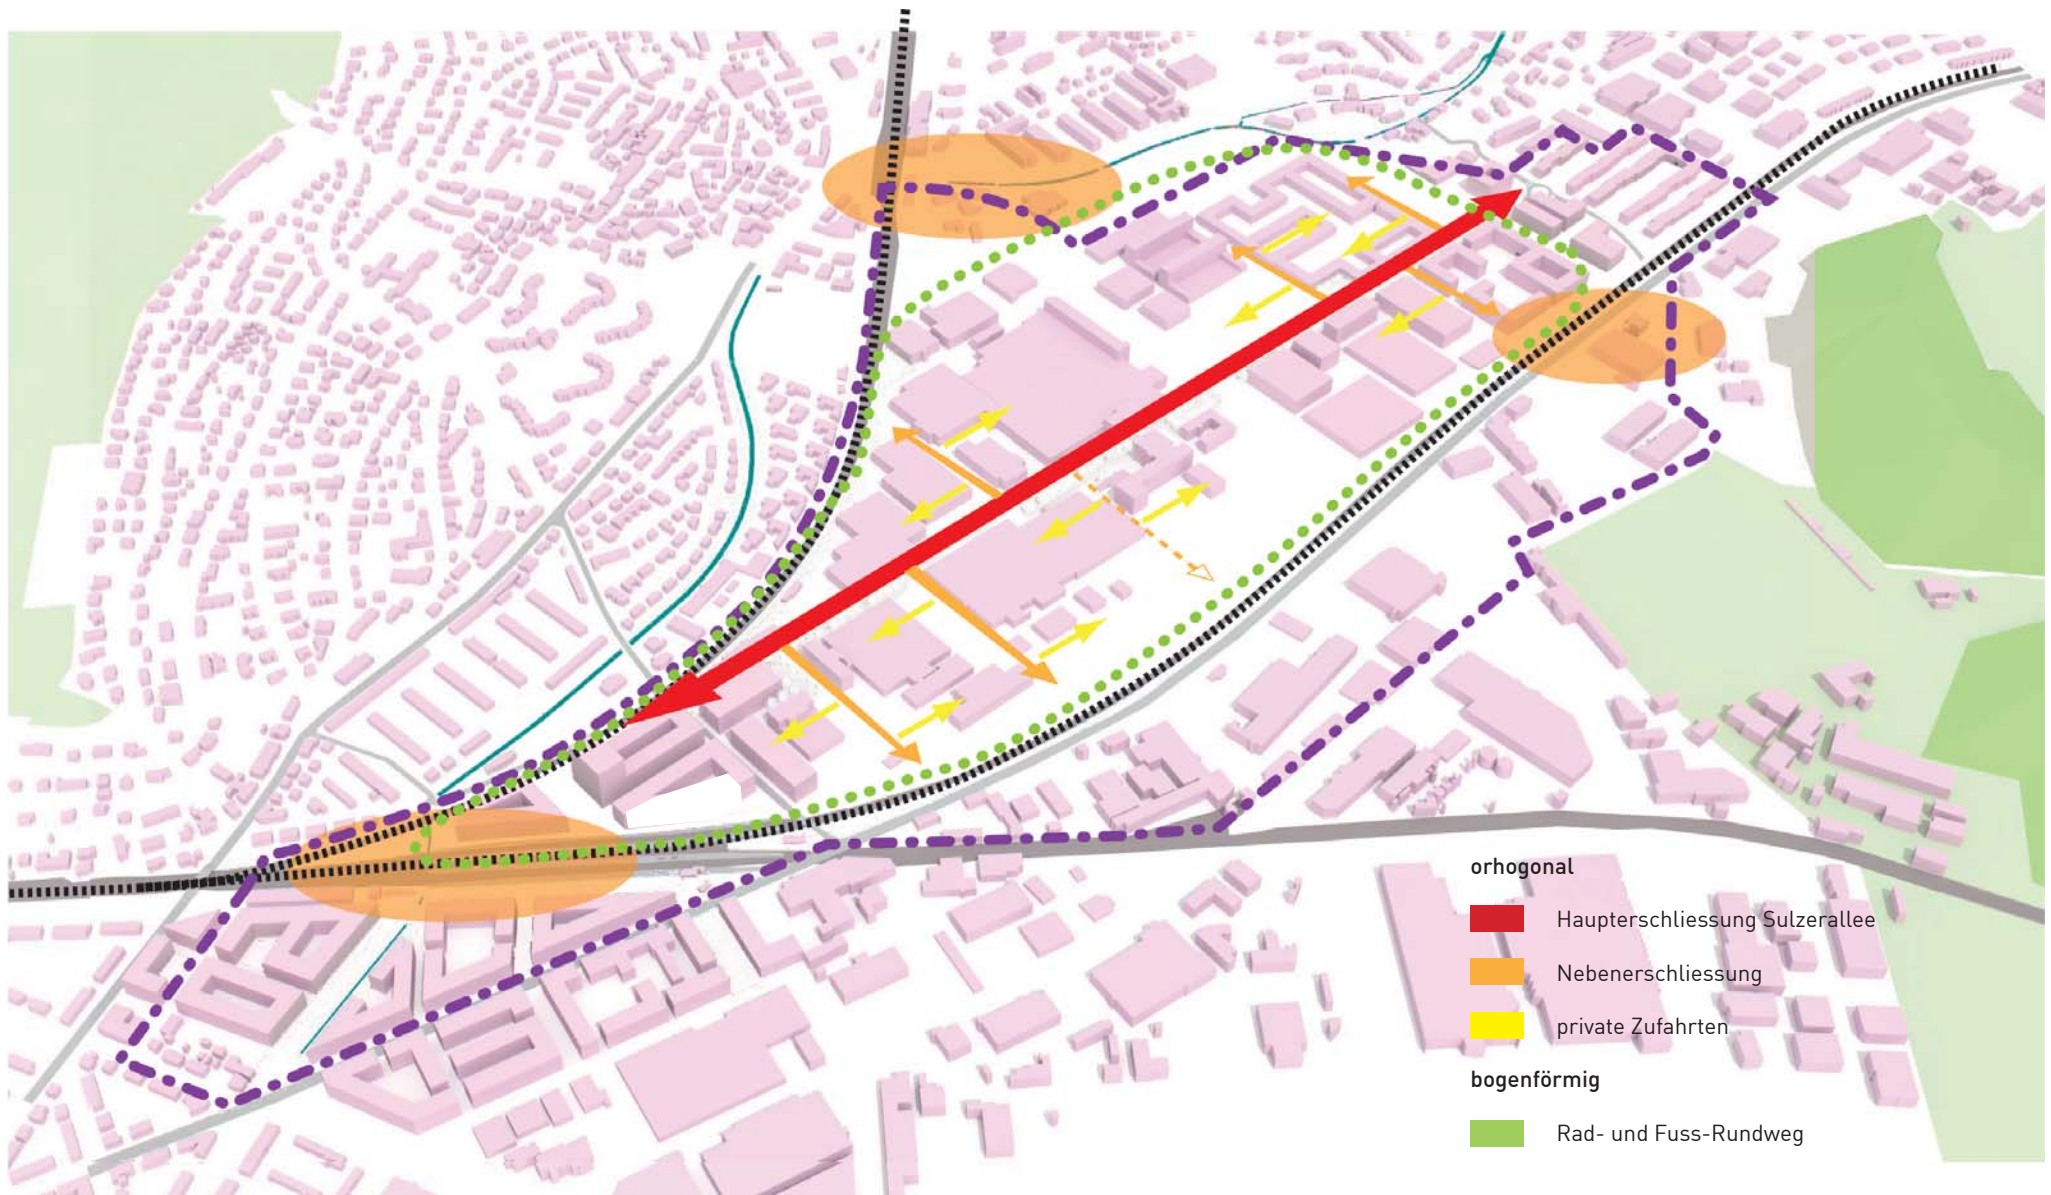 orhogonal
Haupterschliessung Sulzerallee
Nebenerschliessung
private Zufahrten
bogenförmig
Rad- und Fuss-Rundweg